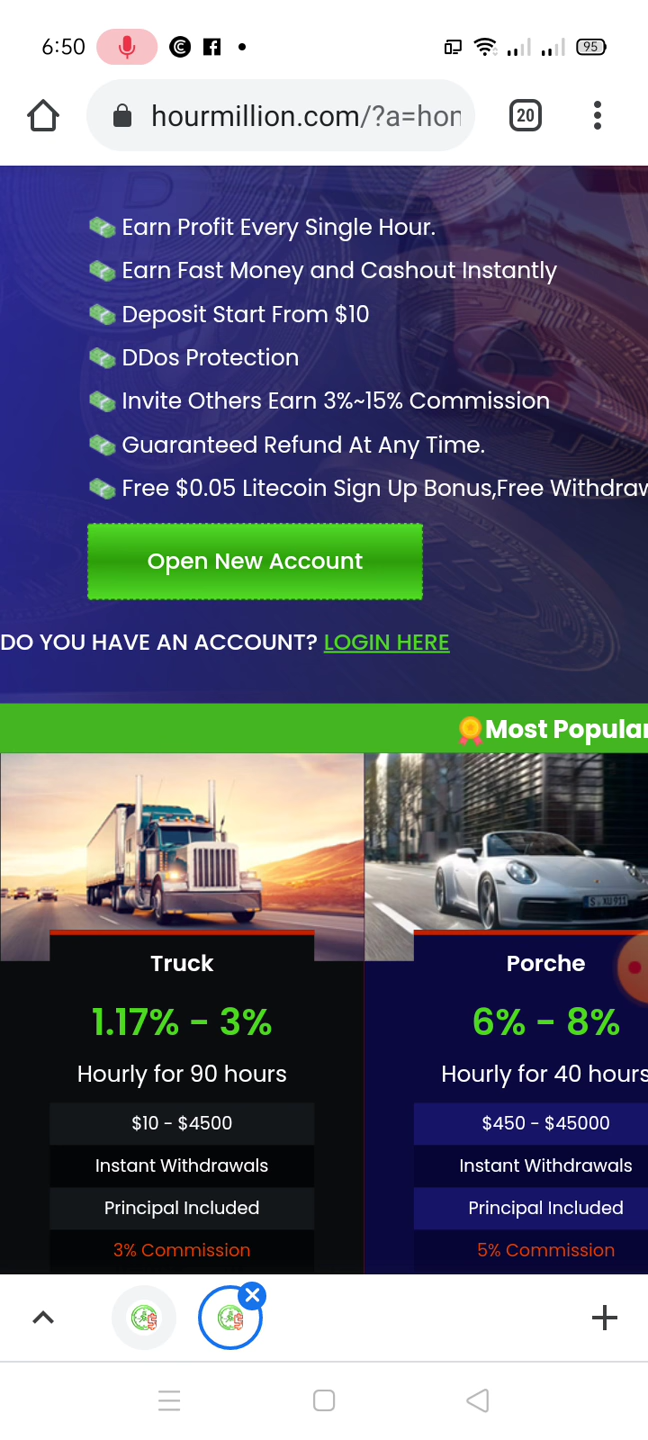 6:50
95
hourmillion.com/?a=hon
20
Earn Profit Every Single Hour.
Earn Fast Money and Cashout Instantly
Deposit Start From $10
DDos Protection
Invite Others Earn 3%~15% Commission
Guaranteed Refund At Any Time.
Free $0.05 Litecoin Sign Up Bonus,Free Withdraw
Open New Account
DO YOU HAVE AN ACCOUNT? LOGIN HERE
Most Popular
Truck
1.17% - 3%
Hourly for 90 hours
$10 - $4500
Instant Withdrawals
Principal Included
3% Commission
Porche
6% - 8%
Hourly for 40 hours
$450 - $45000
Instant Withdrawals
Principal Included
5% Commission